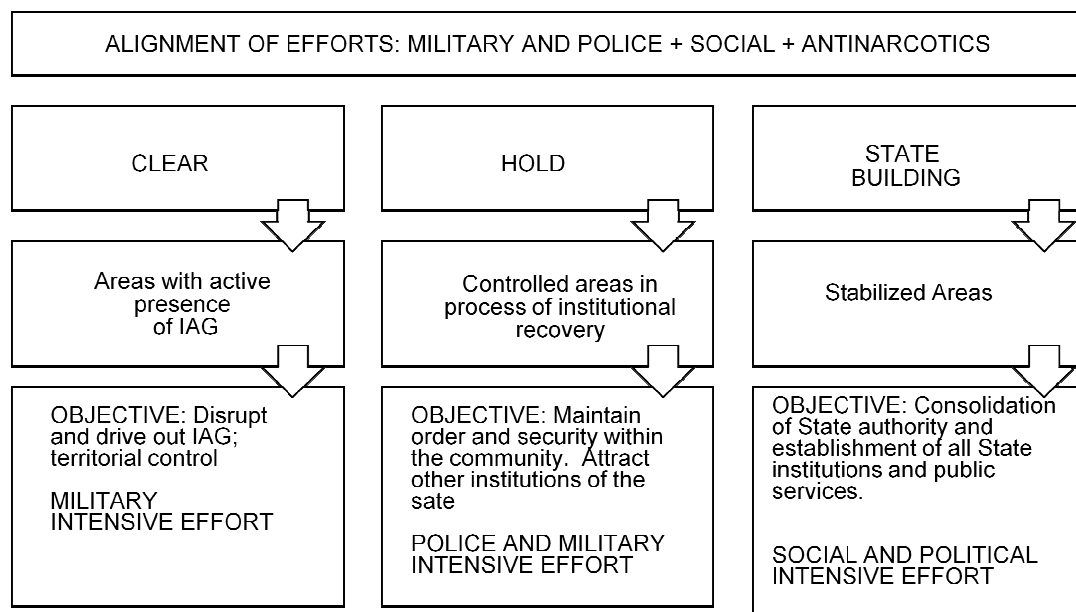 ALIGNMENT OF EFFORTS: MILITARY AND POLICE + SOCIAL + ANTINARCOTICS
CLEAR
HOLD
STATE
BUILDING
Areas with active
presence
of IAG
Controlled areas in
process of institutional
recovery
Stabilized Areas
OBJECTIVE: Disrupt
and drive out IAG;
territorial control
MILITARY
INTENSIVE EFFORT
OBJECTIVE: Maintain
order and security within
the community.  Attract
other institutions of the
sate
POLICE AND MILITARY
INTENSIVE EFFORT
OBJECTIVE: Consolidation
of State authority and
establishment of all State
institutions and public
services.
SOCIAL AND POLITICAL
INTENSIVE EFFORT